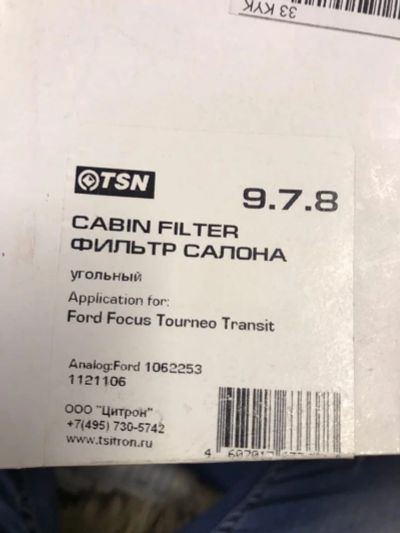 33 КУК
TSN
9.7.8
CABIN FILTER
ФИЛЬТР САЛОНА
угольный
Application for:
Ford Focus Tourneo Transit
Analog:Ford 1062253
1121106
ООО "Цитрон"
+7(495) 730-5742
www.tsitron.ru